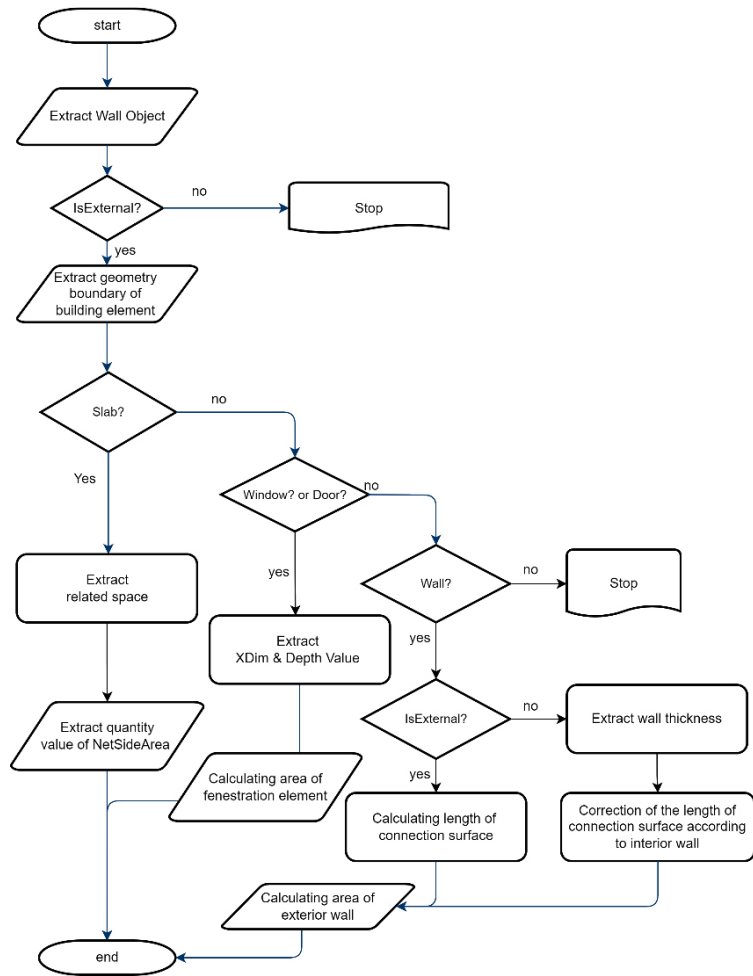 start
Extract Wall Object
IsExternal?
no
Stop
yes
Extract geometry
boundary of
building element
Slab?
no
Yes
Window? or Door?
no
Extract
related space
yes
Wall?
no
Stop
Extract
XDim & Depth Value
yes
Extract quantity
value of NetSideArea
IsExternal?
no
Extract wall thickness
Calculating area of
fenestration element
yes
Calculating length of
connection surface
Correction of the length of
connection surface according
to interior wall
Calculating area of
exterior wall
end